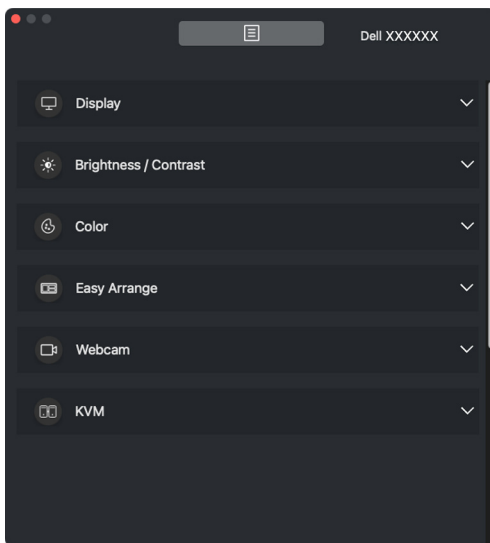 Dell XXXXXX
Display
Brightness / Contrast
Color
Easy Arrange
Webcam
KVM